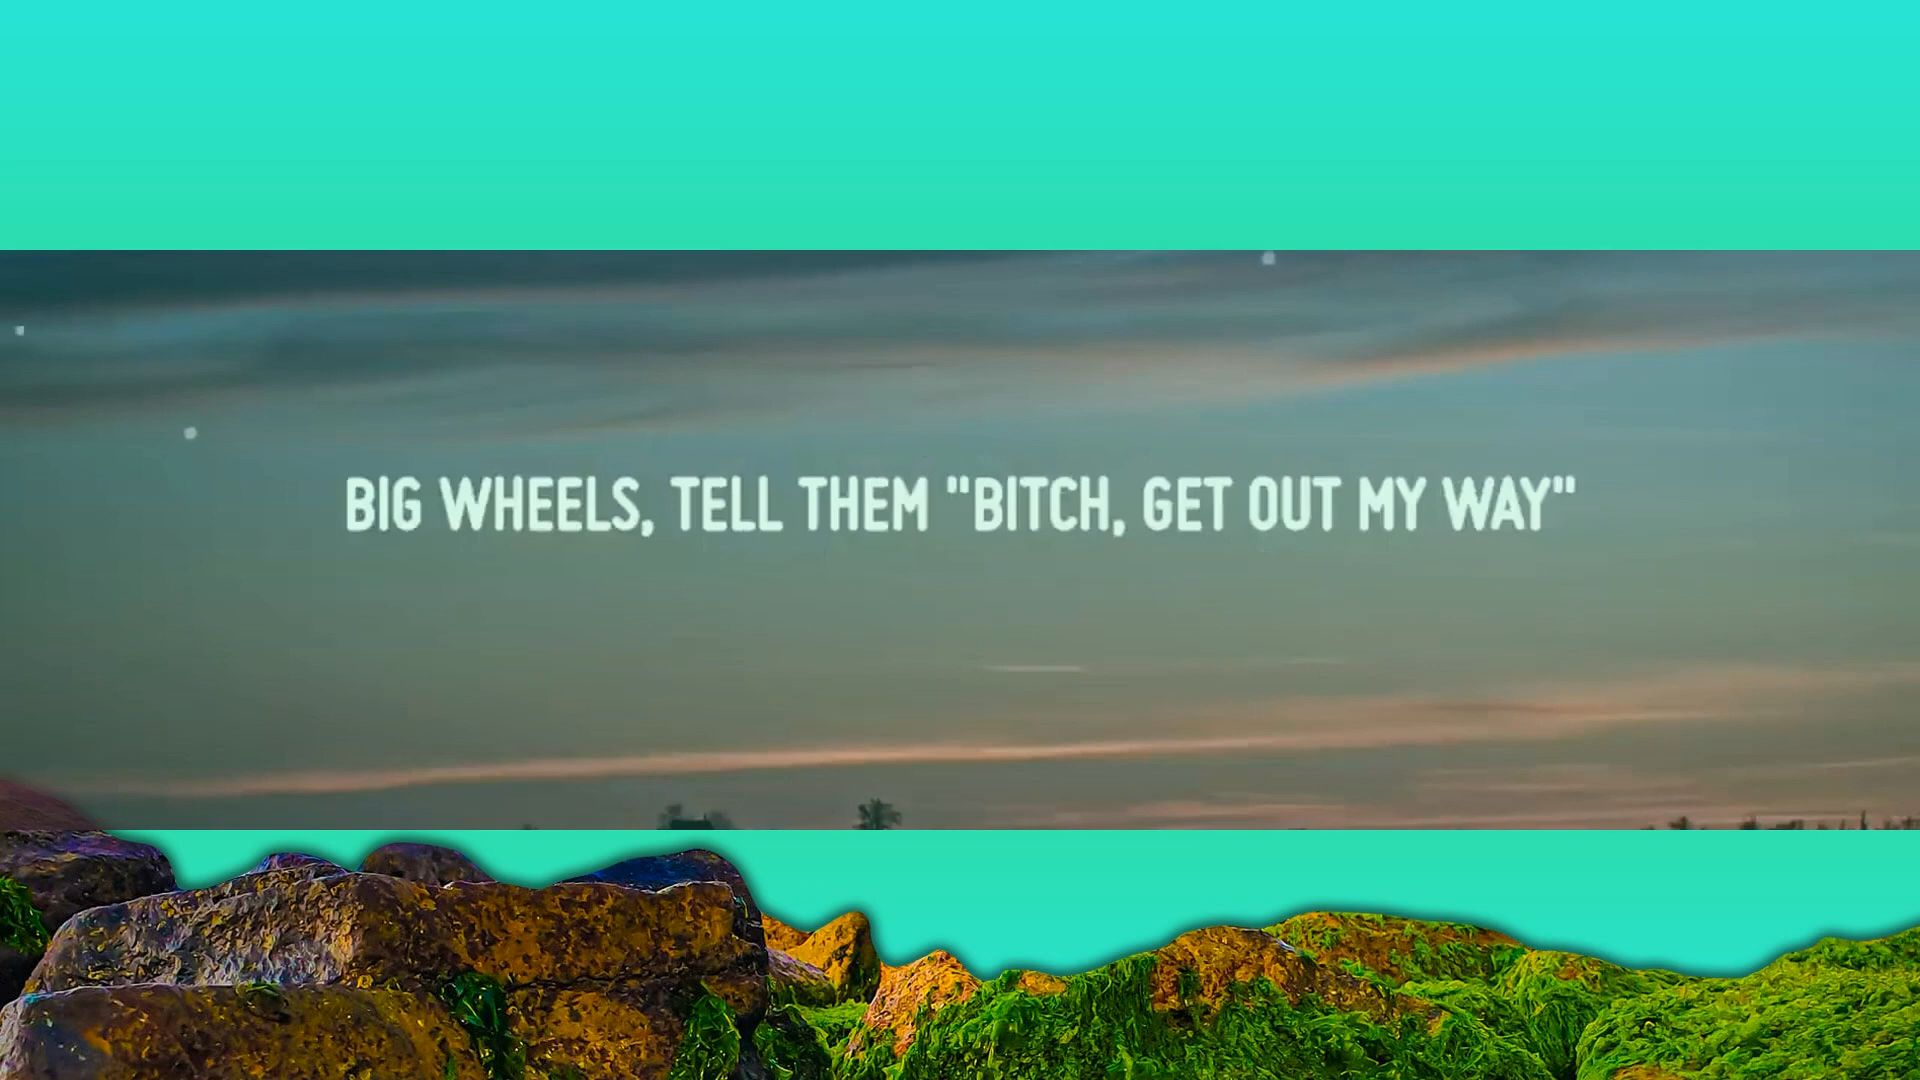 BIG WHEELS, TELL THEM "BITCH, GET OUT MY WAY"